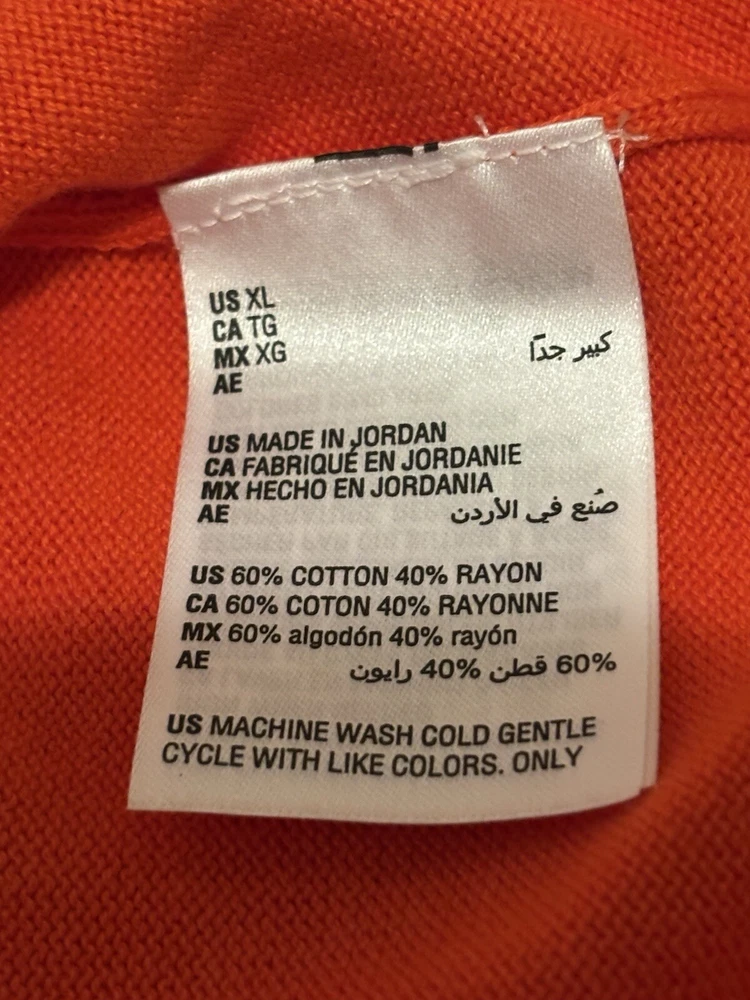 US XL
CA TG
MX XG كبير جدًا
AE
US MADE IN JORDAN
CA FABRIQUÉ EN JORDANIE
MX HECHO EN JORDANIA
AE صُنع في الأردن
US 60% COTTON 40% RAYON
CA 60% COTON 40% RAYONNE
MX 60% algodón 40% rayón
AE 60% قطن 40% رايون
US MACHINE WASH COLD GENTLE
CYCLE WITH LIKE COLORS. ONLY